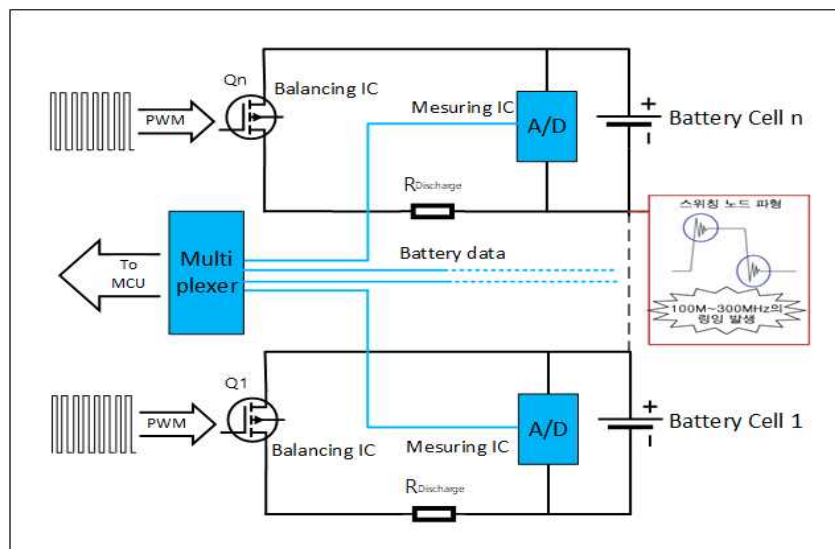 Qn
Balancing IC
PWM
Mesuring IC
A/D
+
Battery Cell n
RDischarge
스위칭 노드 파형
100M~300MHz의
링잉 발생
Multi
plexer
To
MCU
Battery data
Q1
PWM
Balancing IC
Mesuring IC
A/D
+
Battery Cell 1
RDischarge